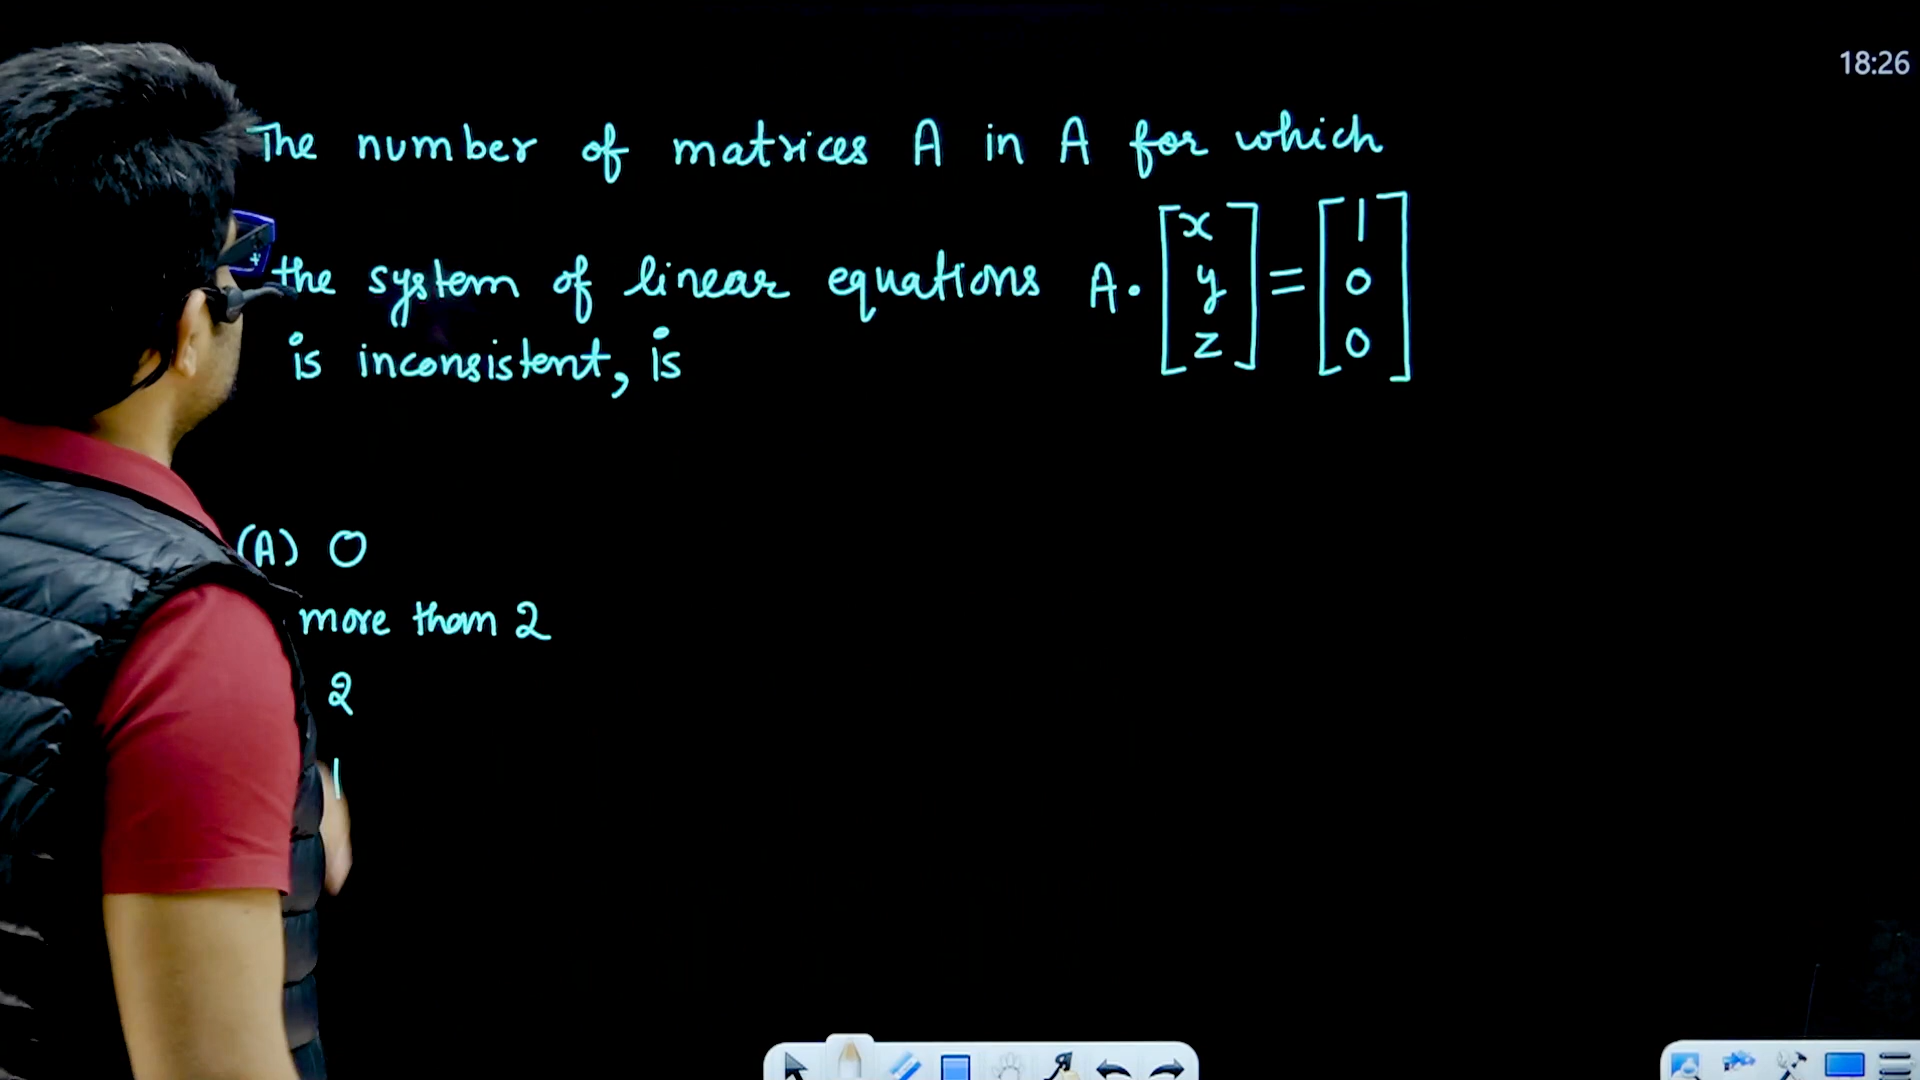 18:26
The number of matrices A in A for which
the system of linear equations A. [x y z] = [1 0 0]
is inconsistent, is
(A) 0
more than 2
2
1